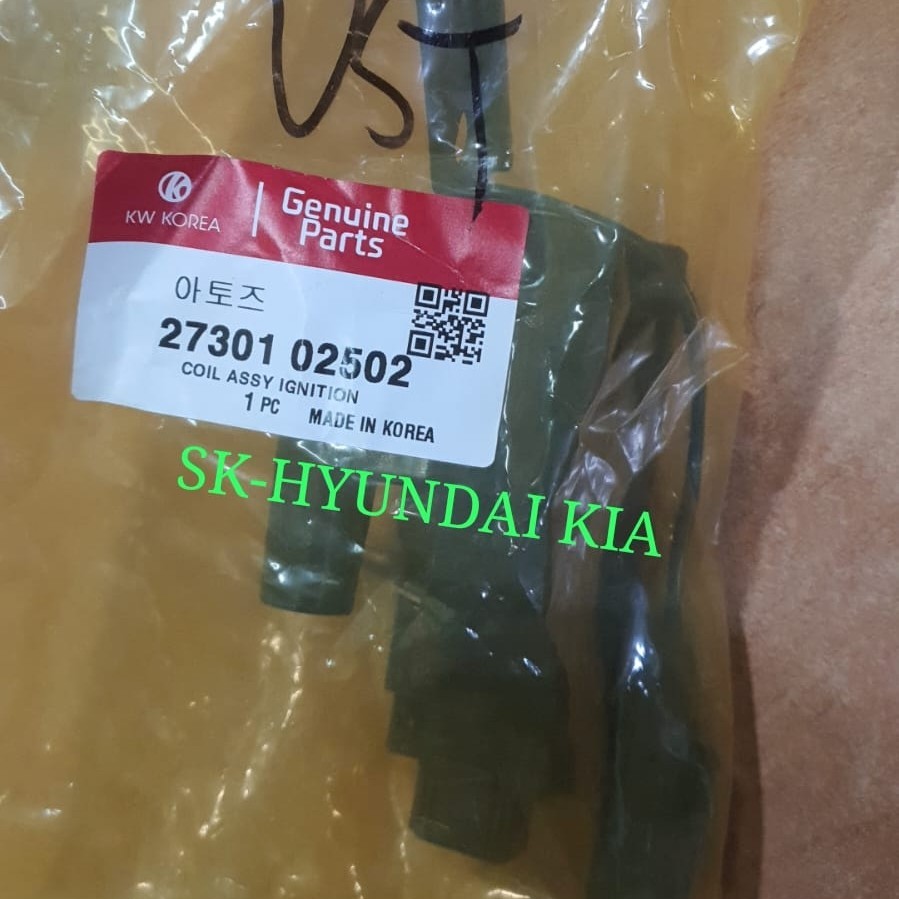 KW KOREA
Genuine
Parts
아토즈
27301 02502
COIL ASSY IGNITION
1 PC MADE IN KOREA
SK-HYUNDAI KIA